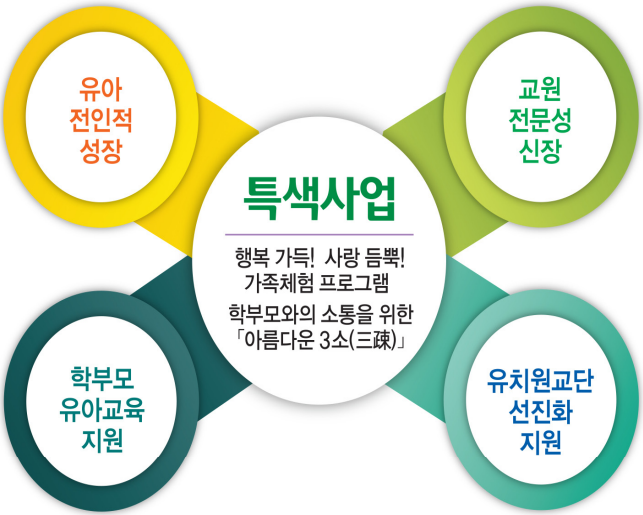 유아
전인적
성장
교원
전문성
신장
특색사업
행복 가득! 사랑 듬뿍!
가족체험 프로그램
학부모와의 소통을 위한
「아름다운 3소(三疎)」
학부모
유아교육
지원
유치원교단
선진화
지원